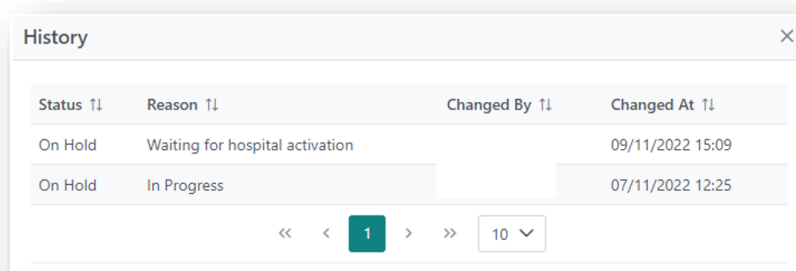 History
Status Reason Changed By Changed At
On Hold Waiting for hospital activation 09/11/2022 15:09
On Hold In Progress 07/11/2022 12:25
« ‹ 1 › » 10